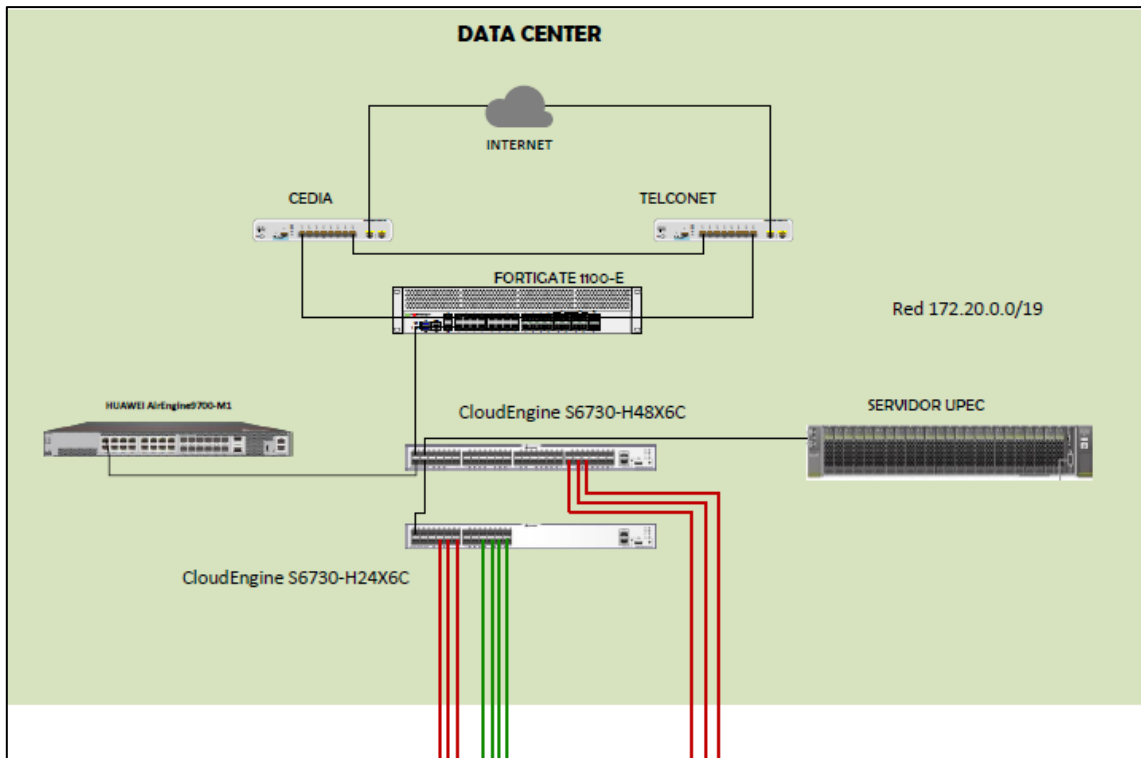 DATA CENTER
INTERNET
CEDIA
TELCONET
FORTIGATE 1100-E
Red 172.20.0.0/19
HUAWEI AirEngine9700-M1
CloudEngine S6730-H48X6C
SERVIDOR UPEC
CloudEngine S6730-H24X6C